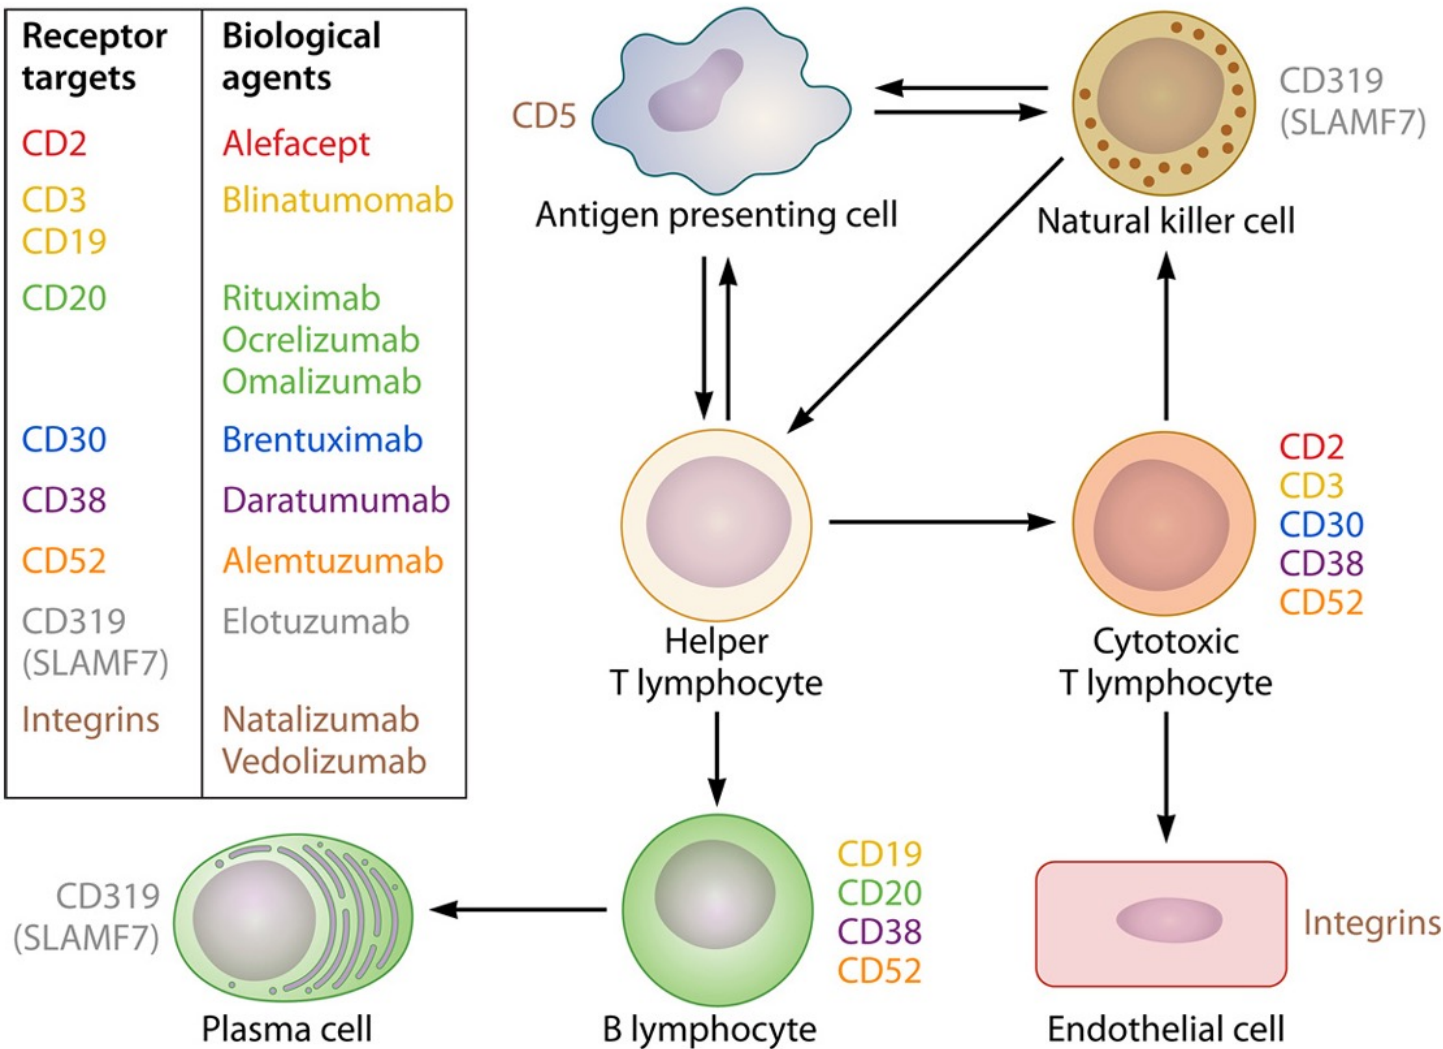 Receptor
targets
Biological
agents
CD2
Alefacept
CD3
Blinatumomab
CD19
CD20
Rituximab
Ocrelizumab
Omalizumab
CD30
Brentuximab
CD38
Daratumumab
CD52
Alemtuzumab
CD319
(SLAMF7)
Elotuzumab
Integrins
Natalizumab
Vedolizumab
CD5
Antigen presenting cell
CD319
(SLAMF7)
Natural killer cell
Helper
T lymphocyte
CD2
CD3
CD30
CD38
CD52
Cytotoxic
T lymphocyte
CD319
(SLAMF7)
Plasma cell
CD19
CD20
CD38
CD52
B lymphocyte
Integrins
Endothelial cell